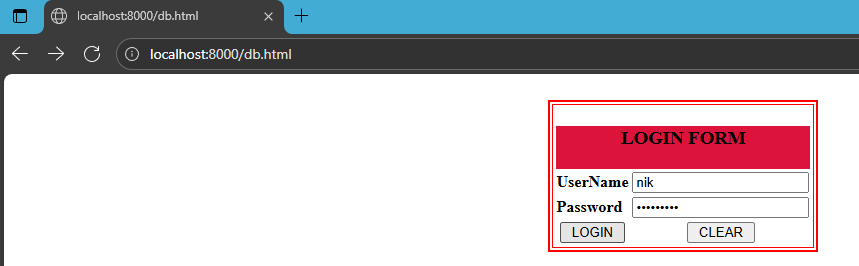 localhost:8000/db.html
localhost:8000/db.html
LOGIN FORM
UserName nik
Password •••••••••
LOGIN CLEAR